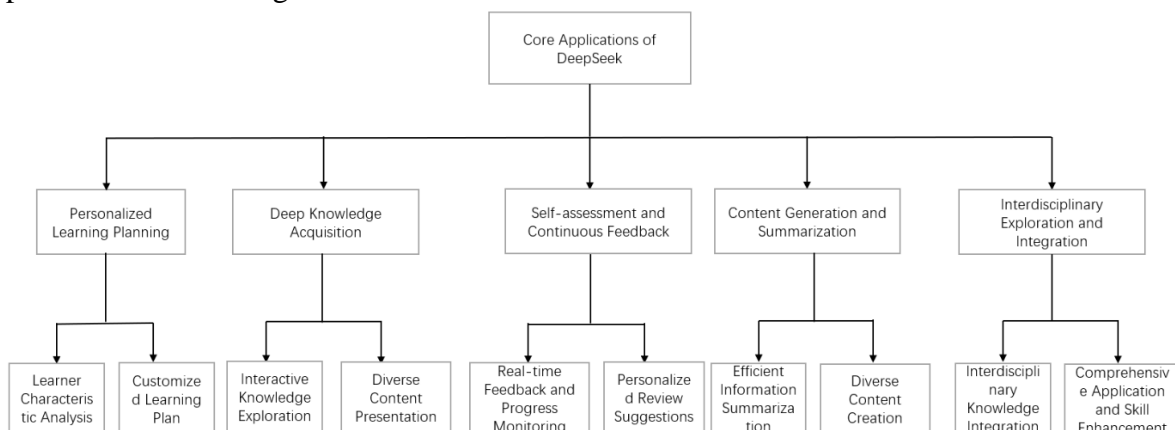 Core Applications of
DeepSeek
Personalized
Learning Planning
Deep Knowledge
Acquisition
Self-assessment and
Continuous Feedback
Content Generation and
Summarization
Interdisciplinary
Exploration and
Integration
Learner
Characteris
tic Analysis
Customize
d Learning
Plan
Interactive
Knowledge
Exploration
Diverse
Content
Presentation
Real-time
Feedback and
Progress
Monitoring
Personalize
d Review
Suggestions
Efficient
Information
Summariza
tion
Diverse
Content
Creation
Interdiscipli
nary
Knowledge
Integration
Comprehensiv
e Application
and Skill
Enhancement